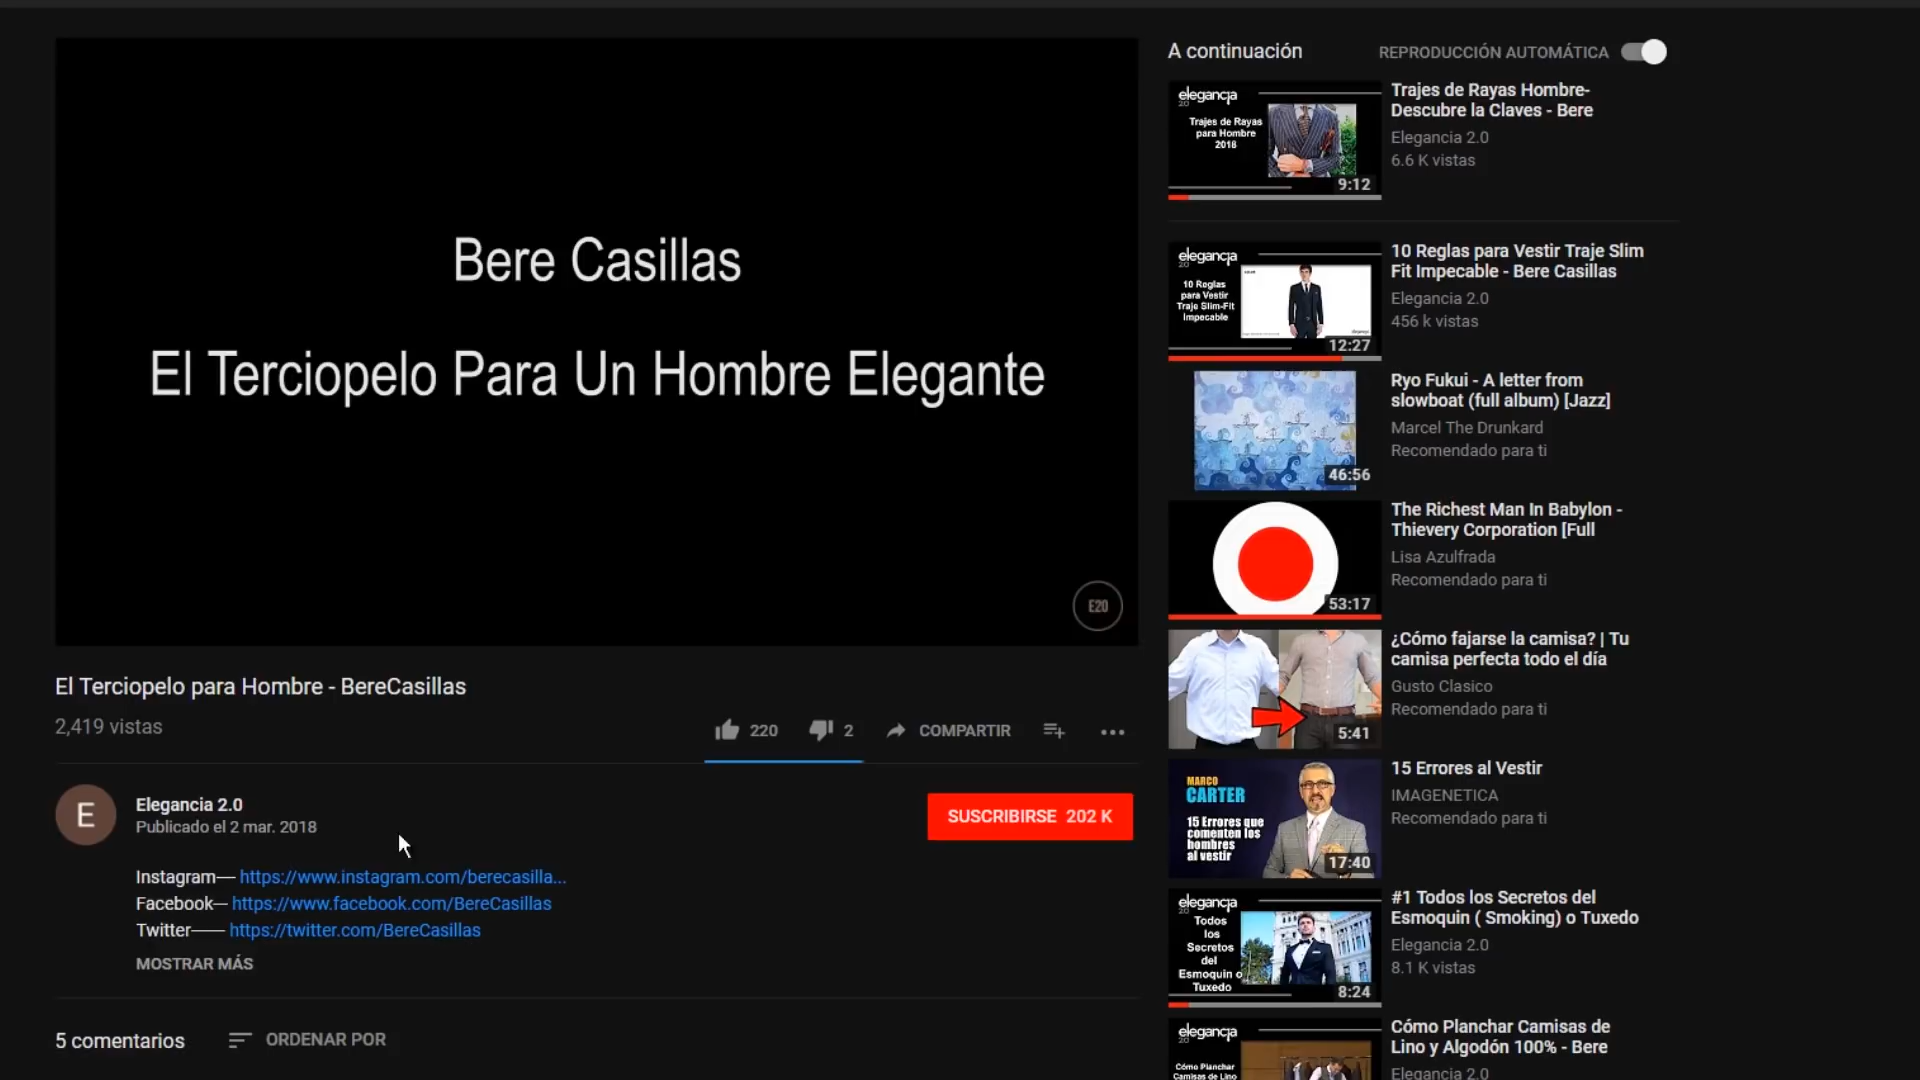 Bere Casillas
El Terciopelo Para Un Hombre Elegante
E20
El Terciopelo para Hombre - BereCasillas
2,419 vistas
220
2
COMPARTIR
E
Elegancia 2.0
Publicado el 2 mar. 2018
SUSCRIBIRSE 202 K
Instagram— https://www.instagram.com/berecasilla...
Facebook— https://www.facebook.com/BereCasillas
Twitter—— https://twitter.com/BereCasillas
MOSTRAR MÁS
5 comentarios
ORDENAR POR
A continuación
REPRODUCCIÓN AUTOMÁTICA
elegancia
2.0
Trajes de Rayas
para Hombre
2018
9:12
Trajes de Rayas Hombre-
Descubre la Claves - Bere
Elegancia 2.0
6.6 K vistas
elegancia
2.0
10 Reglas
para Vestir
Traje Slim-Fit
Impecable
12:27
10 Reglas para Vestir Traje Slim
Fit Impecable - Bere Casillas
Elegancia 2.0
456 k vistas
46:56
Ryo Fukui - A letter from
slowboat (full album) [Jazz]
Marcel The Drunkard
Recomendado para ti
53:17
The Richest Man In Babylon -
Thievery Corporation [Full
Lisa Azulfrada
Recomendado para ti
5:41
¿Cómo fajarse la camisa? | Tu
camisa perfecta todo el día
Gusto Clasico
Recomendado para ti
MARCO
CARTER
15 Errores que
comenten los
hombres
al vestir
17:40
15 Errores al Vestir
IMAGENETICA
Recomendado para ti
elegancia
2.0
Todos
los
Secretos
del
Esmoquin o
Tuxedo
8:24
#1 Todos los Secretos del
Esmoquin ( Smoking) o Tuxedo
Elegancia 2.0
8.1 K vistas
elegancia
2.0
Cómo Planchar
Camisas de Lino
Cómo Planchar Camisas de
Lino y Algodón 100% - Bere
Elegancia 2.0